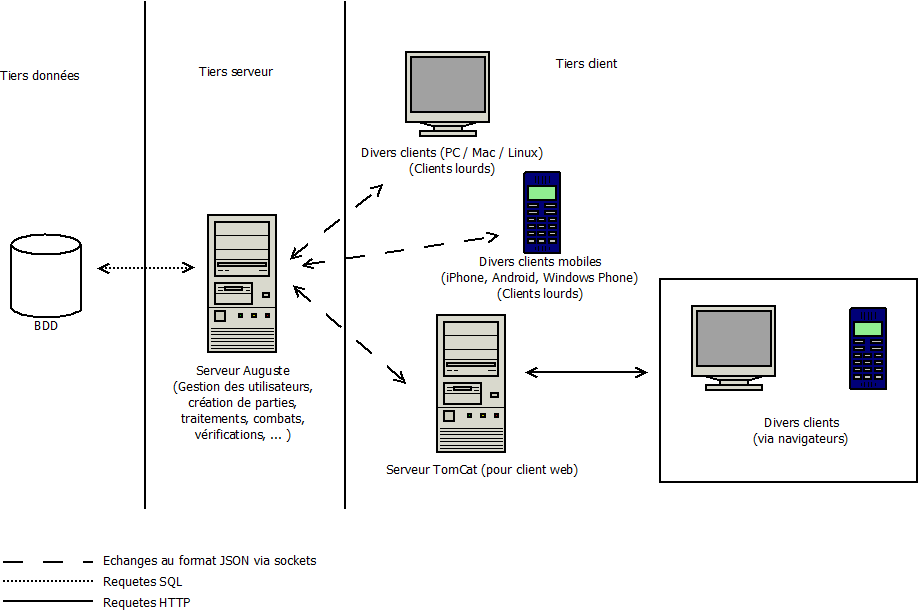 Tiers données
Tiers serveur
Tiers client
Divers clients (PC / Mac / Linux)
(Clients lourds)
Divers clients mobiles
(iPhone, Android, Windows Phone)
(Clients lourds)
BDD
Serveur Auguste
(Gestion des utilisateurs,
création de parties,
traitements, combats,
vérifications, ... )
Serveur TomCat (pour client web)
Divers clients
(via navigateurs)
Echanges au format JSON via sockets
Requetes SQL
Requetes HTTP